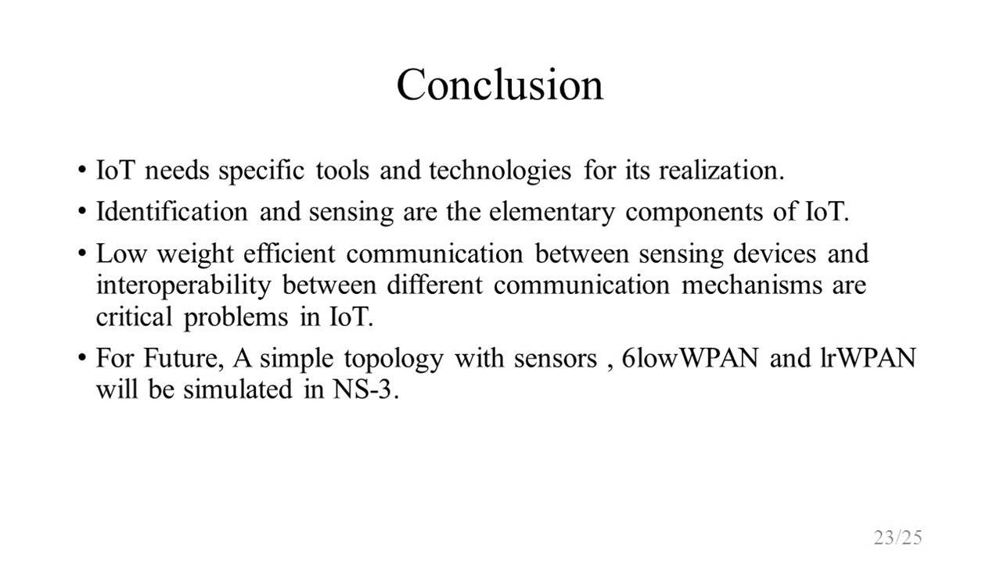 Conclusion
• IoT needs specific tools and technologies for its realization.
• Identification and sensing are the elementary components of IoT.
• Low weight efficient communication between sensing devices and
interoperability between different communication mechanisms are
critical problems in IoT.
• For Future, A simple topology with sensors , 6lowWPAN and lrWPAN
will be simulated in NS-3.
23/25